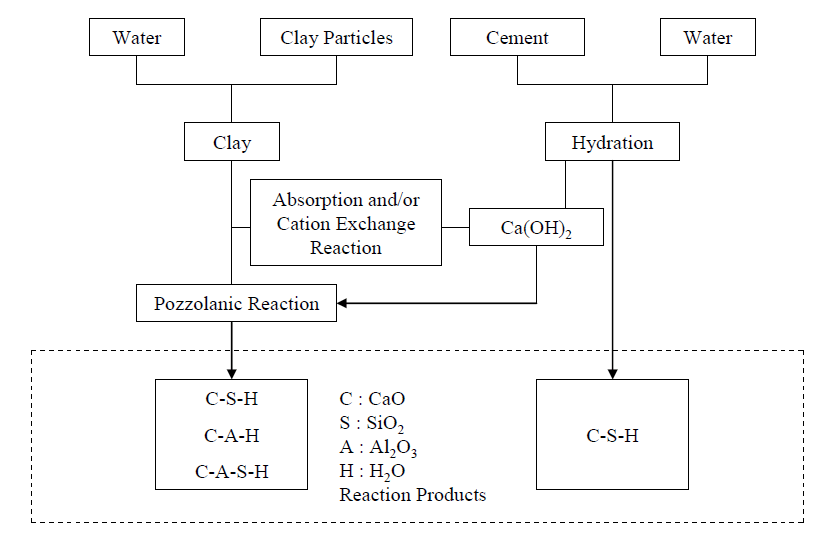 Water
Clay Particles
Cement
Water
Clay
Hydration
Absorption and/or
Cation Exchange
Reaction
Ca(OH)₂
Pozzolanic Reaction
C-S-H
C-A-H
C-A-S-H
C : CaO
S : SiO₂
A : Al₂O₃
H : H₂O
Reaction Products
C-S-H